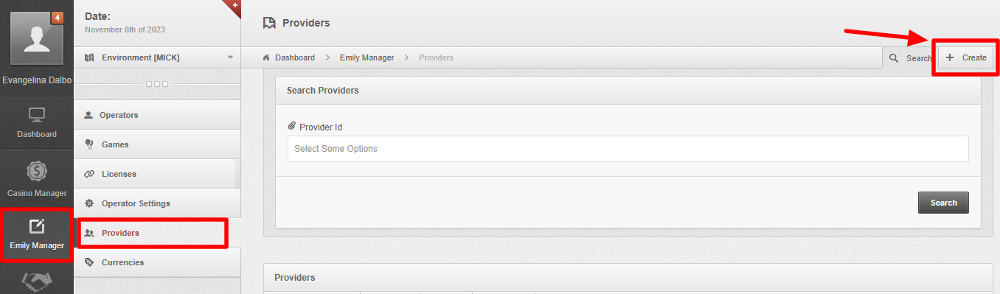 4
Evangelina Dalbo
Dashboard
Casino Manager
Emily Manager
Date:
November 8th of 2023
Environment [MICK]
Operators
Games
Licenses
Operator Settings
Providers
Currencies
Providers
Dashboard > Emily Manager > Providers
Search
+ Create
Search Providers
Provider Id
Select Some Options
Search
Providers